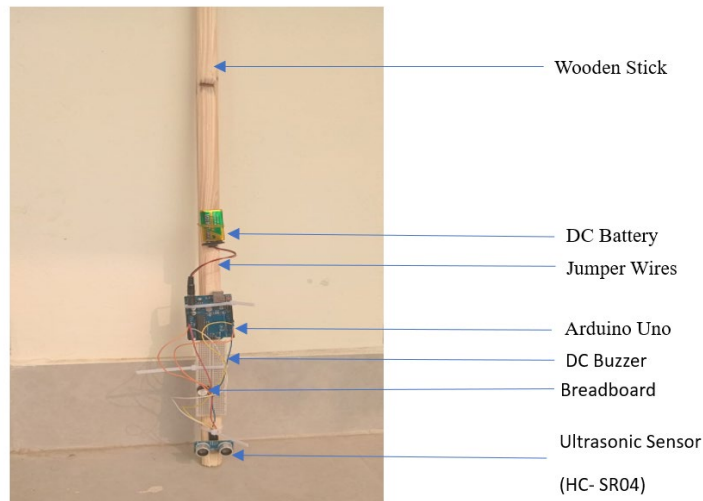 Wooden Stick
DC Battery
Jumper Wires
Arduino Uno
DC Buzzer
Breadboard
Ultrasonic Sensor
(HC- SR04)